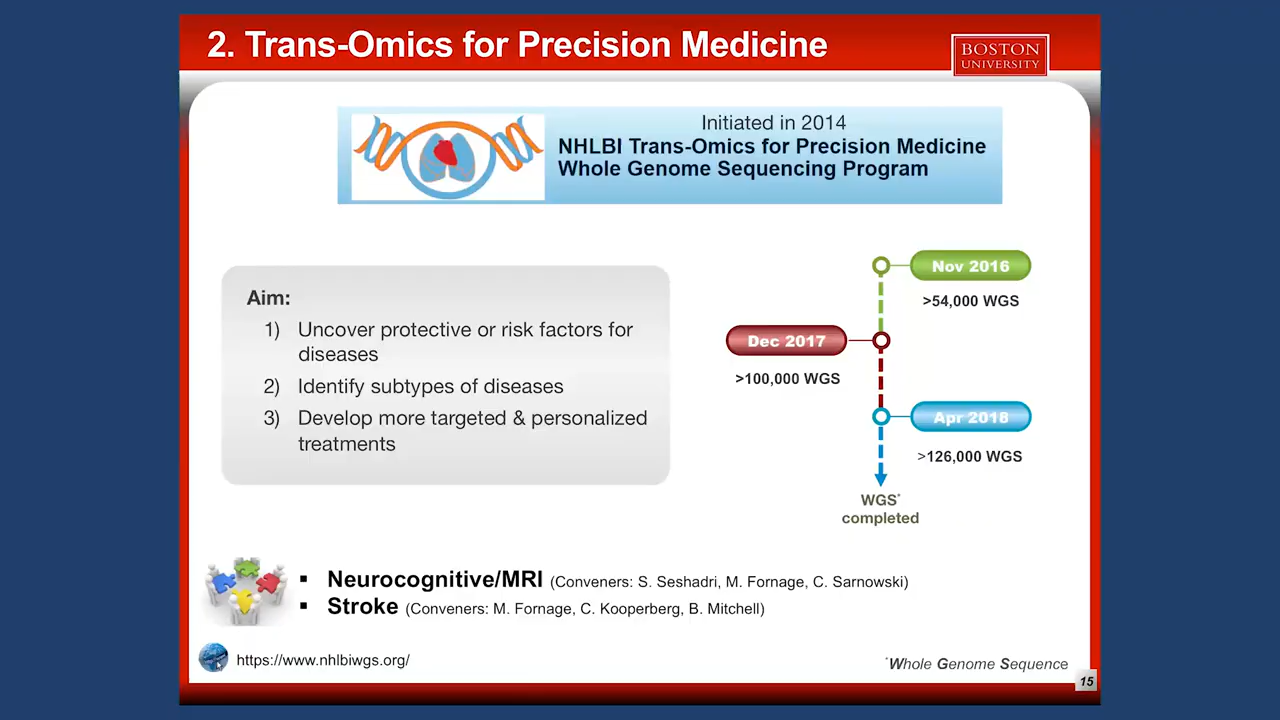 2. Trans-Omics for Precision Medicine
BOSTON
UNIVERSITY
Initiated in 2014
NHLBI Trans-Omics for Precision Medicine
Whole Genome Sequencing Program
Aim:
1) Uncover protective or risk factors for
diseases
2) Identify subtypes of diseases
3) Develop more targeted & personalized
treatments
Nov 2016
>54,000 WGS
Dec 2017
>100,000 WGS
Apr 2018
>126,000 WGS
WGS*
completed
▪ Neurocognitive/MRI (Conveners: S. Seshadri, M. Fornage, C. Sarnowski)
▪ Stroke (Conveners: M. Fornage, C. Kooperberg, B. Mitchell)
https://www.nhlbiwgs.org/
*Whole Genome Sequence
15